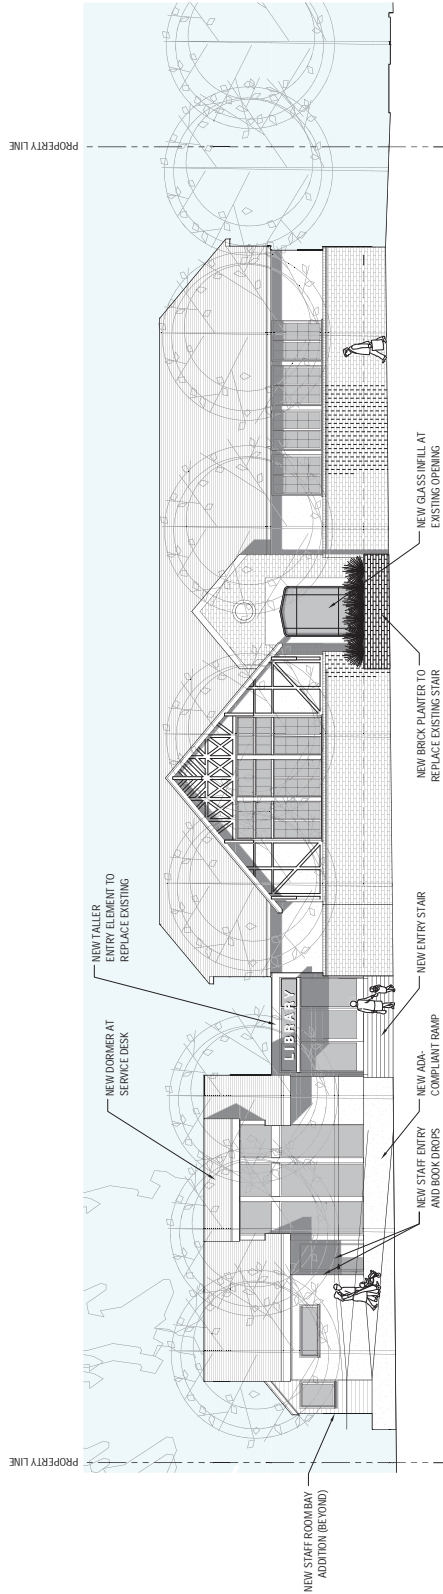 PROPERTY LINE
NEW STAFF ROOM BAY
ADDITION (BEYOND)
NEW DORMER AT
SERVICE DESK
NEW TALLER
ENTRY ELEMENT TO
REPLACE EXISTING
LIBRARY
NEW STAFF ENTRY
AND BOOK DROPS
NEW ADA-
COMPLIANT RAMP
NEW ENTRY STAIR
NEW BRICK PLANTER TO
REPLACE EXISTING STAIR
NEW GLASS INFILL AT
EXISTING OPENING
PROPERTY LINE